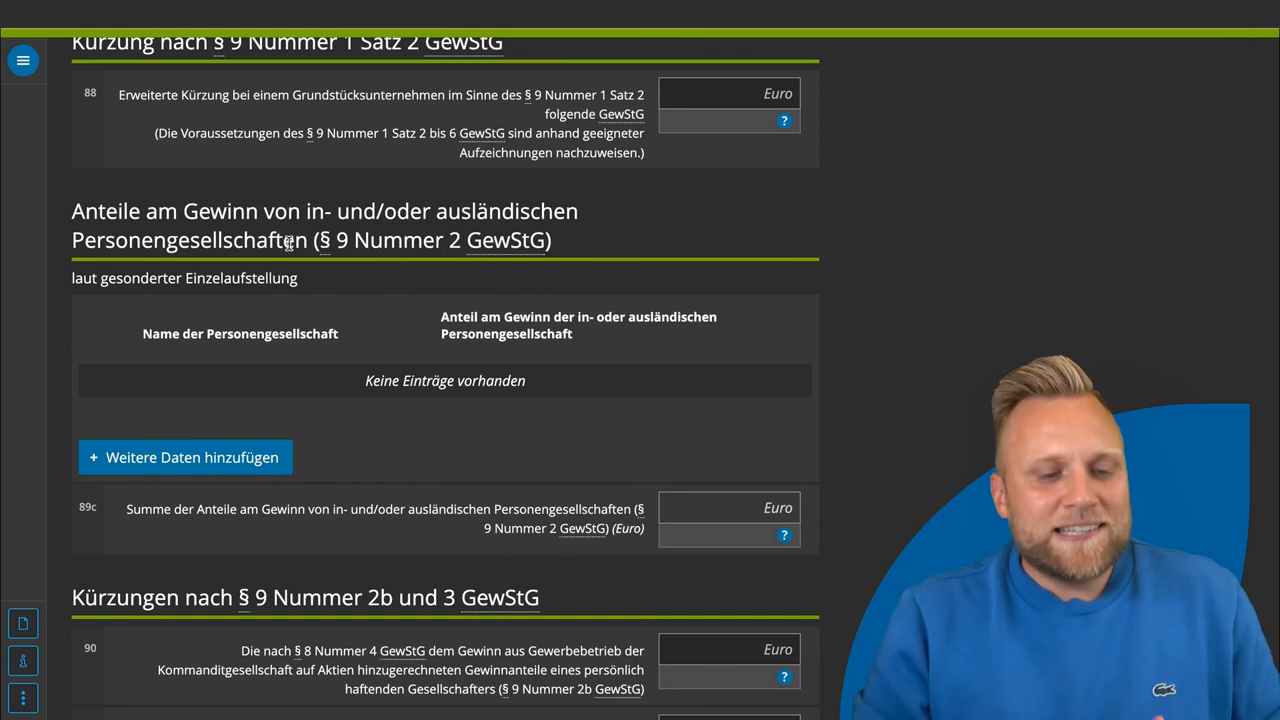 Kürzung nach § 9 Nummer 1 Satz 2 GewStG
88
Erweiterte Kürzung bei einem Grundstücksunternehmen im Sinne des § 9 Nummer 1 Satz 2
folgende GewStG
(Die Voraussetzungen des § 9 Nummer 1 Satz 2 bis 6 GewStG sind anhand geeigneter
Aufzeichnungen nachzuweisen.)
Euro
?
Anteile am Gewinn von in- und/oder ausländischen
Personengesellschaften (§ 9 Nummer 2 GewStG)
laut gesonderter Einzelaufstellung
Name der Personengesellschaft
Anteil am Gewinn der in- oder ausländischen
Personengesellschaft
Keine Einträge vorhanden
+ Weitere Daten hinzufügen
89c
Summe der Anteile am Gewinn von in- und/oder ausländischen Personengesellschaften (§
9 Nummer 2 GewStG) (Euro)
Euro
?
Kürzungen nach § 9 Nummer 2b und 3 GewStG
90
Die nach § 8 Nummer 4 GewStG dem Gewinn aus Gewerbebetrieb der
Kommanditgesellschaft auf Aktien hinzugerechneten Gewinnanteile eines persönlich
haftenden Gesellschafters (§ 9 Nummer 2b GewStG)
Euro
?